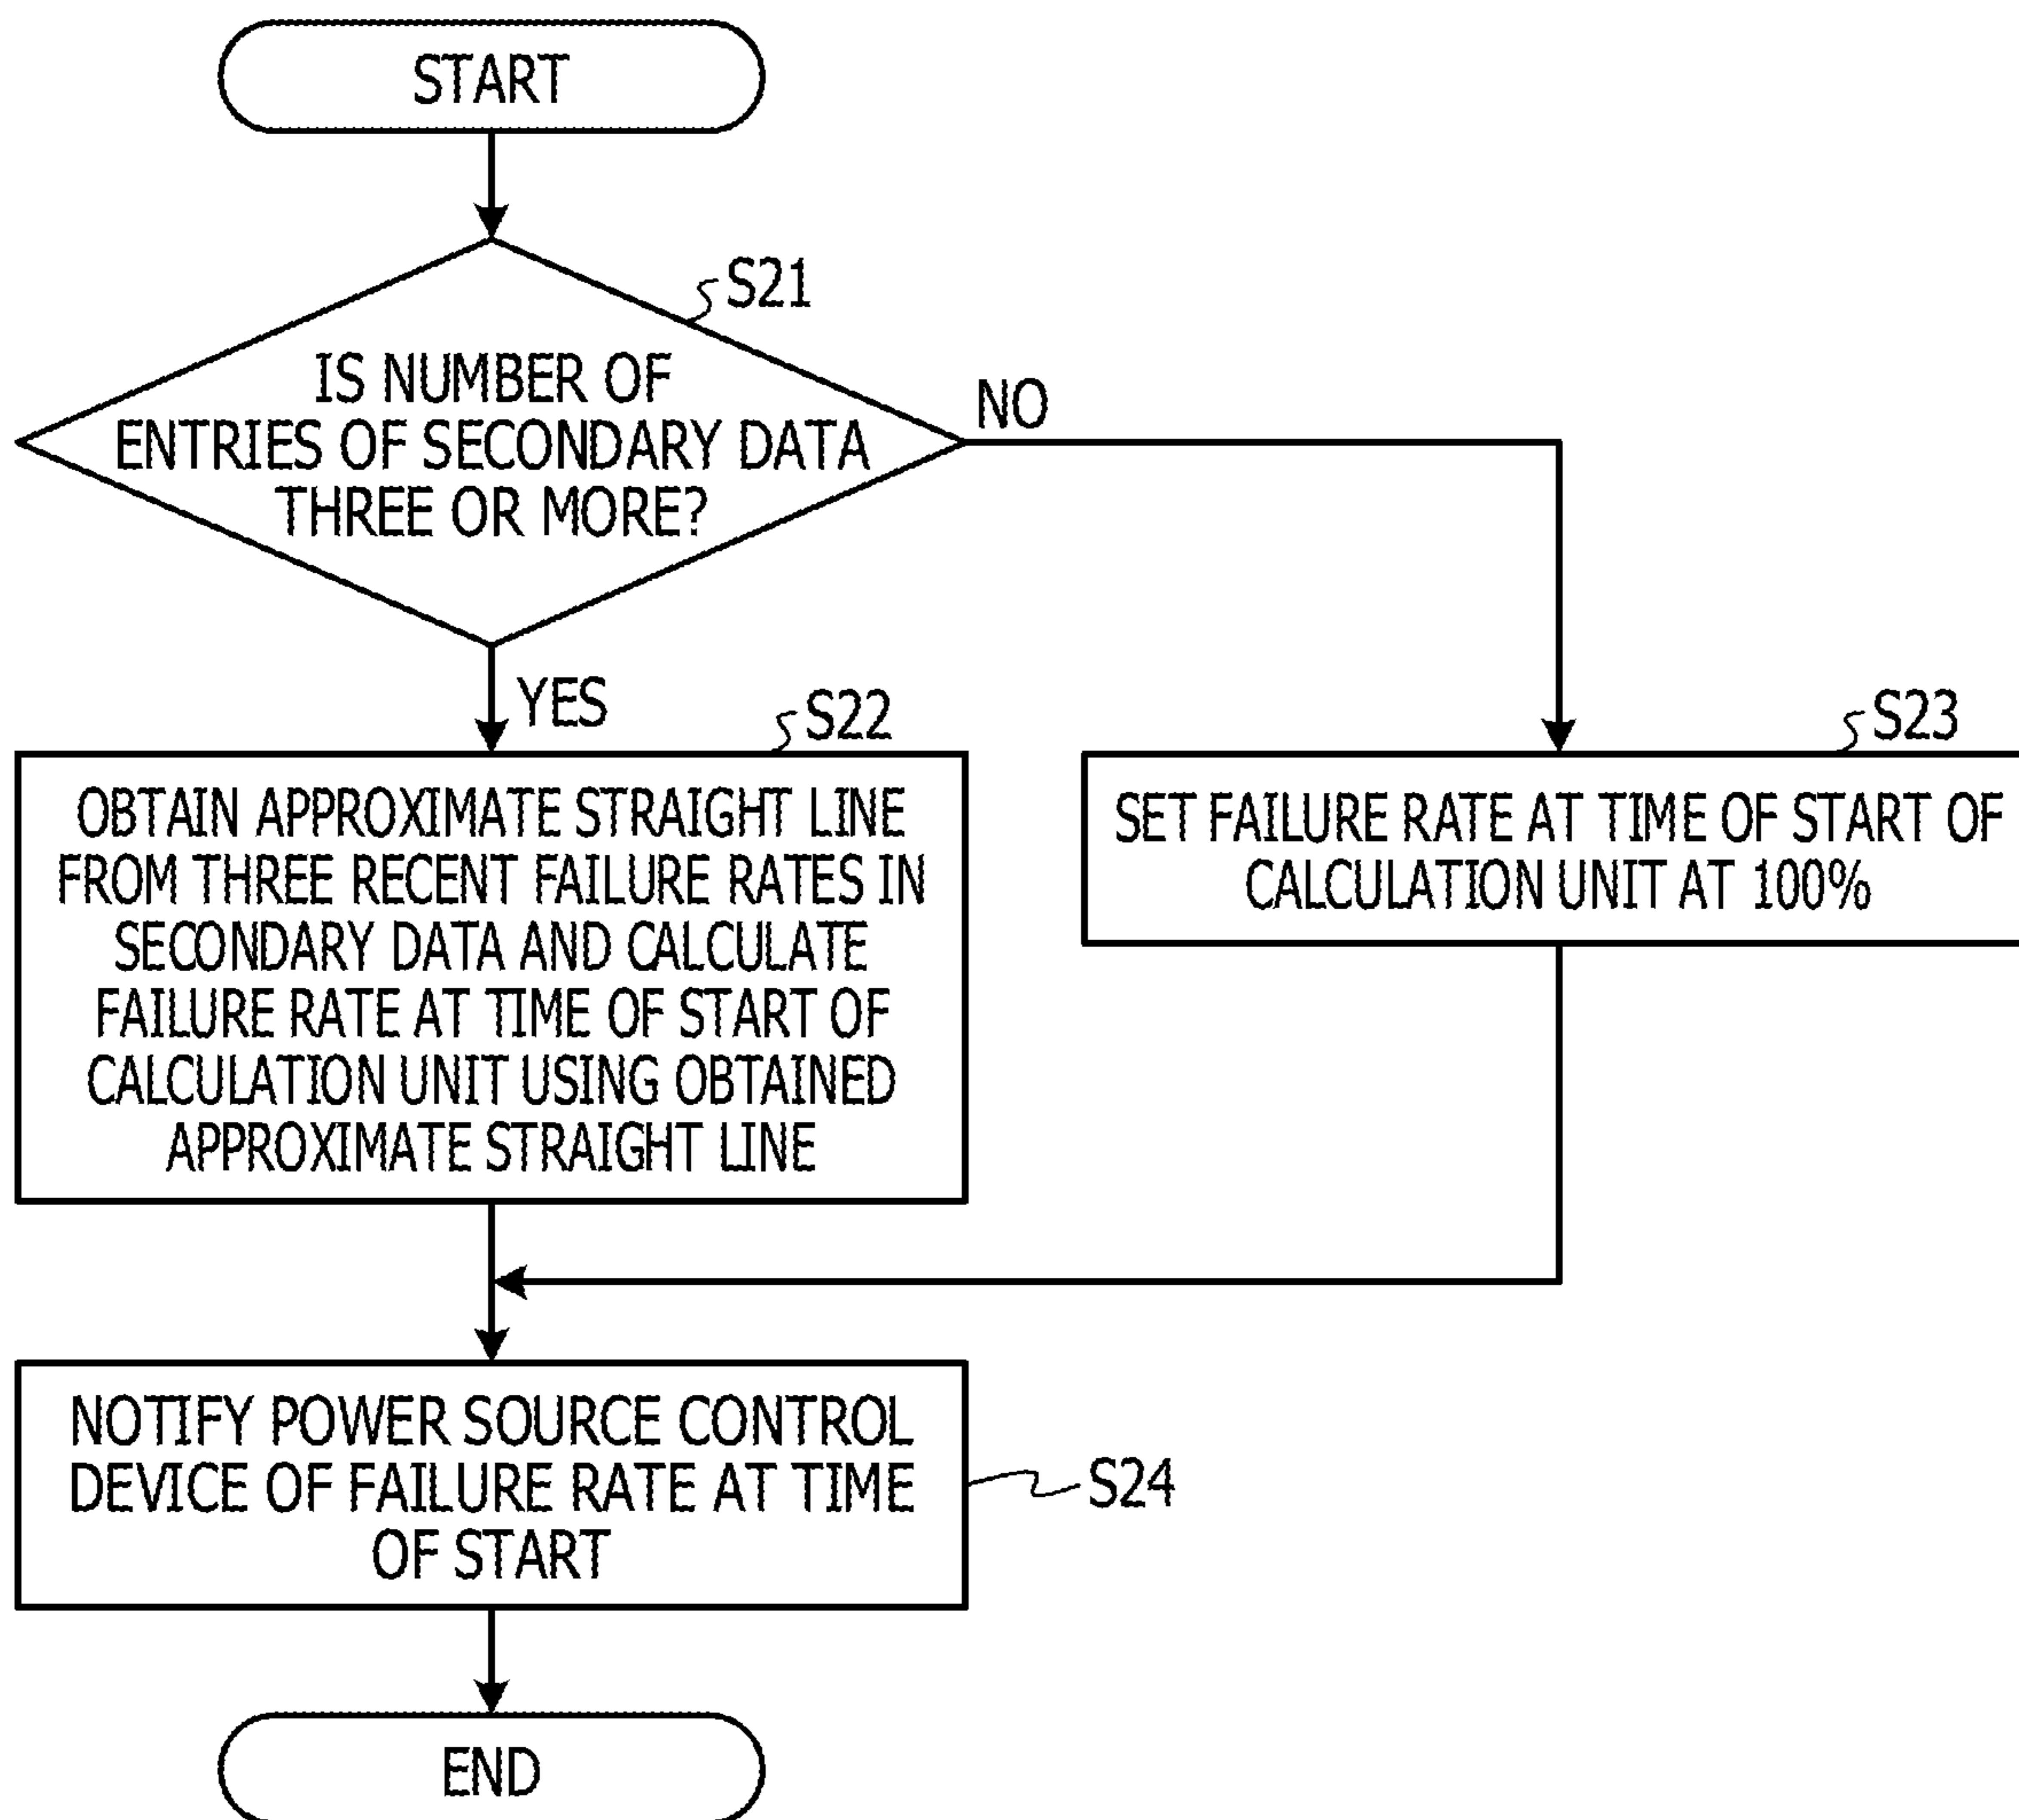 START
S21
IS NUMBER OF
ENTRIES OF SECONDARY DATA
THREE OR MORE?
NO
YES
S22
OBTAIN APPROXIMATE STRAIGHT LINE
FROM THREE RECENT FAILURE RATES IN
SECONDARY DATA AND CALCULATE
FAILURE RATE AT TIME OF START OF
CALCULATION UNIT USING OBTAINED
APPROXIMATE STRAIGHT LINE
S23
SET FAILURE RATE AT TIME OF START OF
CALCULATION UNIT AT 100%
NOTIFY POWER SOURCE CONTROL
DEVICE OF FAILURE RATE AT TIME
OF START
S24
END